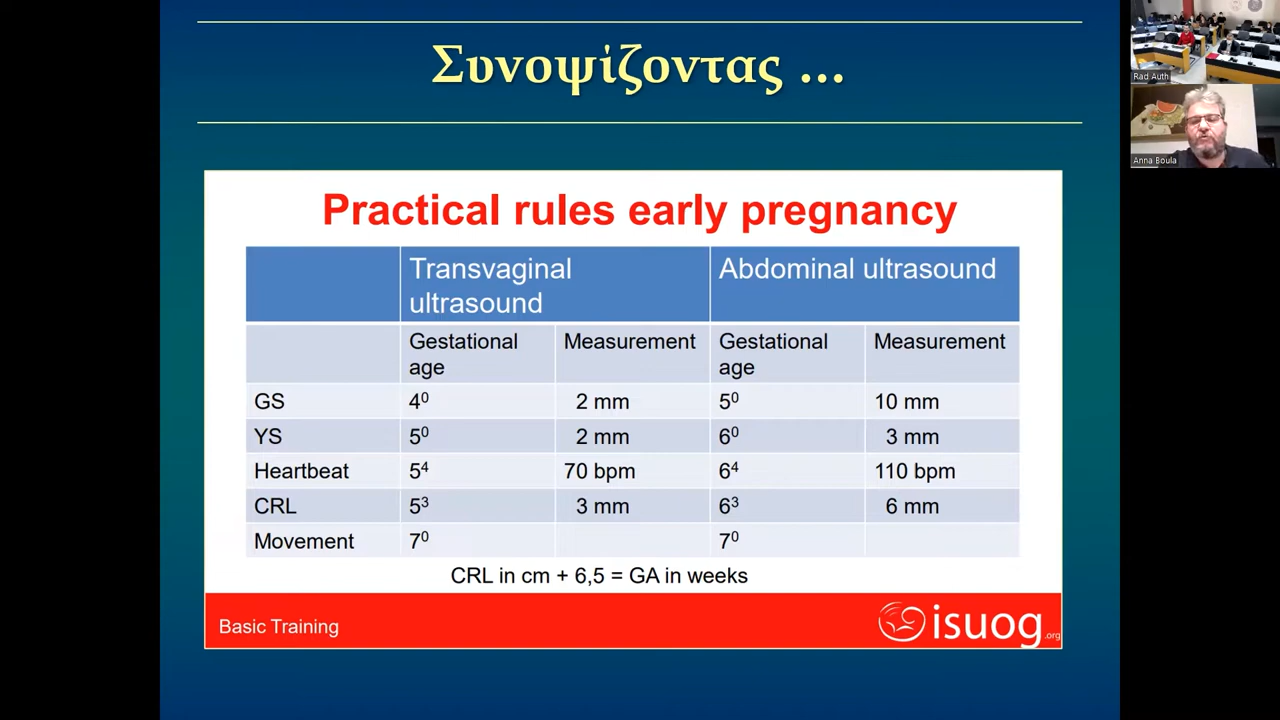 Συνοψίζοντας ...
Practical rules early pregnancy
Transvaginal ultrasound Abdominal ultrasound
Gestational age Measurement Gestational age Measurement
GS 4⁰ 2 mm 5⁰ 10 mm
YS 5⁰ 2 mm 6⁰ 3 mm
Heartbeat 5⁴ 70 bpm 6⁴ 110 bpm
CRL 5³ 3 mm 6³ 6 mm
Movement 7⁰ 7⁰
CRL in cm + 6,5 = GA in weeks
Basic Training
isuog.org
Rad Auth
Anna Boula